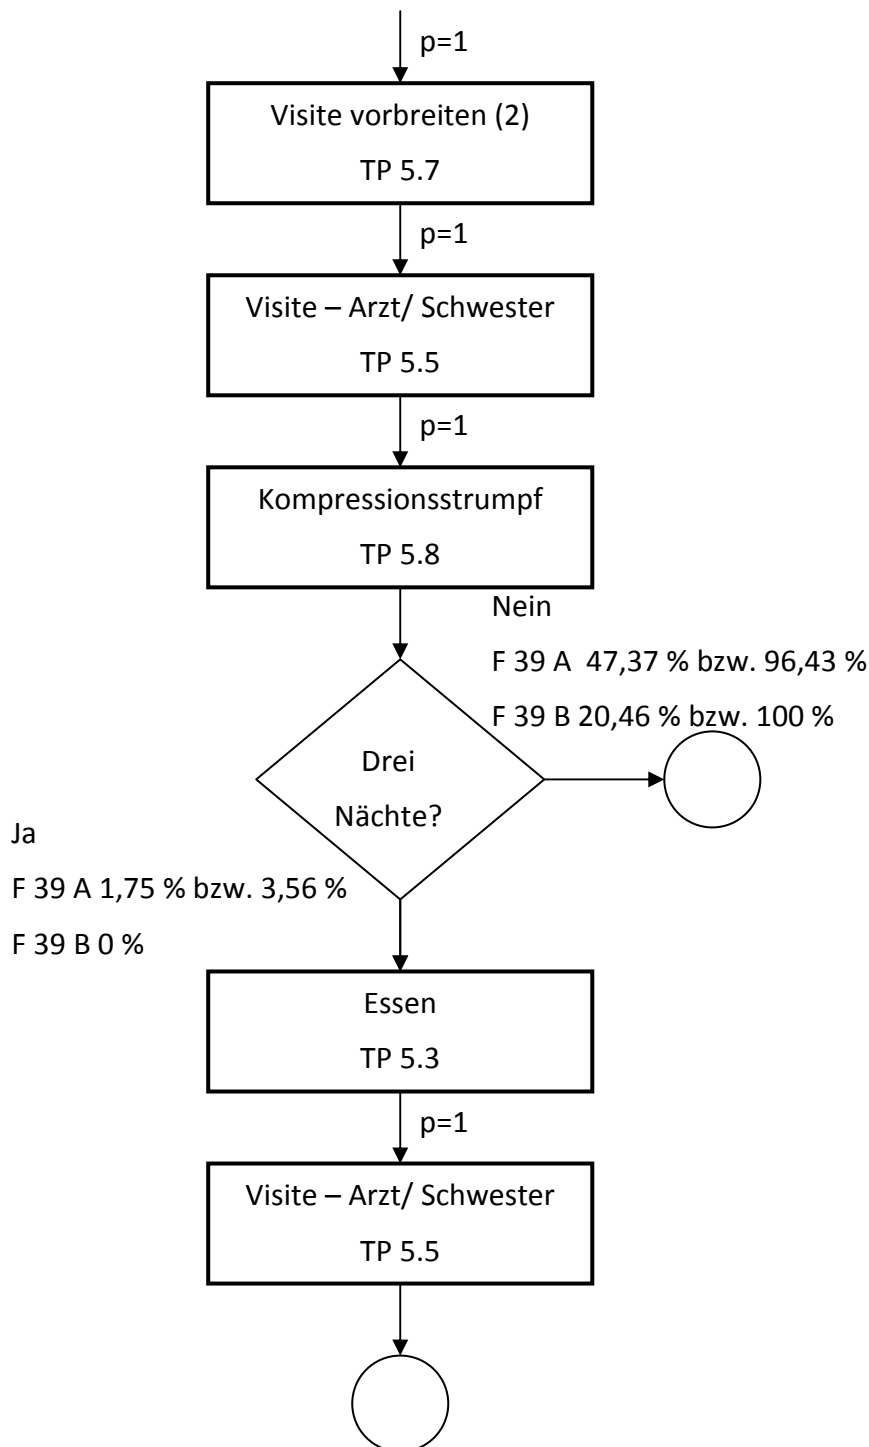 p=1
Visite vorbreiten (2)
TP 5.7
p=1
Visite – Arzt/ Schwester
TP 5.5
p=1
Kompressionsstrumpf
TP 5.8
Nein
F 39 A  47,37 % bzw. 96,43 %
F 39 B 20,46 % bzw. 100 %
Drei
Nächte?
Ja
F 39 A 1,75 % bzw. 3,56 %
F 39 B 0 %
Essen
TP 5.3
p=1
Visite – Arzt/ Schwester
TP 5.5